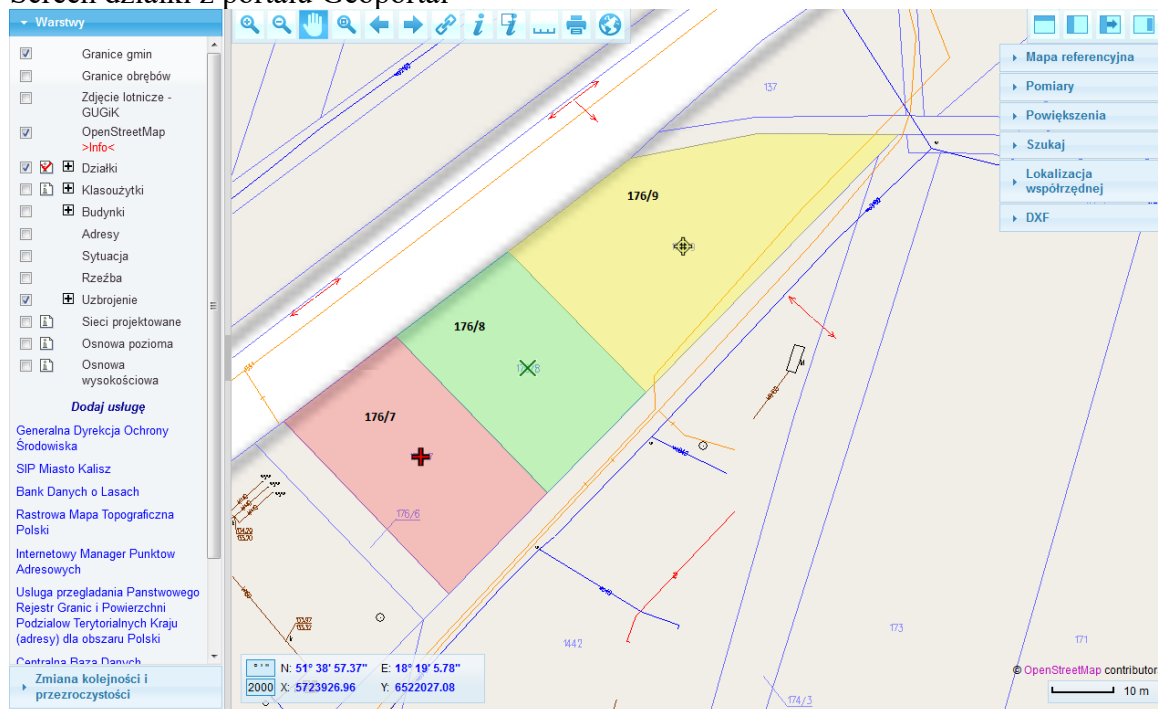 Screen działki z portalu Geoportal
Warstwy
Granice gmin
Granice obrębów
Zdjęcie lotnicze -
GUGiK
OpenStreetMap
>Info<
Działki
Klasoużytki
Budynki
Adresy
Sytuacja
Rzeźba
Uzbrojenie
Sieci projektowane
Osnowa pozioma
Osnowa
wysokościowa
Dodaj usługę
Generalna Dyrekcja Ochrony
Środowiska
SIP Miasto Kalisz
Bank Danych o Lasach
Rastrowa Mapa Topograficzna
Polski
Internetowy Manager Punktow
Adresowych
Usluga przegladania Panstwowego
Rejestr Granic i Powierzchni
Podzialow Terytorialnych Kraju
(adresy) dla obszaru Polski
Centralna Baza Danych
Zmiana kolejności i
przezroczystości
Mapa referencyjna
Pomiary
Powiększenia
Szukaj
Lokalizacja
współrzędnej
DXF
137
176/9
176/8
176/7
176/6
1442
173
171
174/3
° ' "
N: 51° 38' 57.37" E: 18° 19' 5.78"
2000 X: 5723926.96 Y: 6522027.08
© OpenStreetMap contributor
10 m